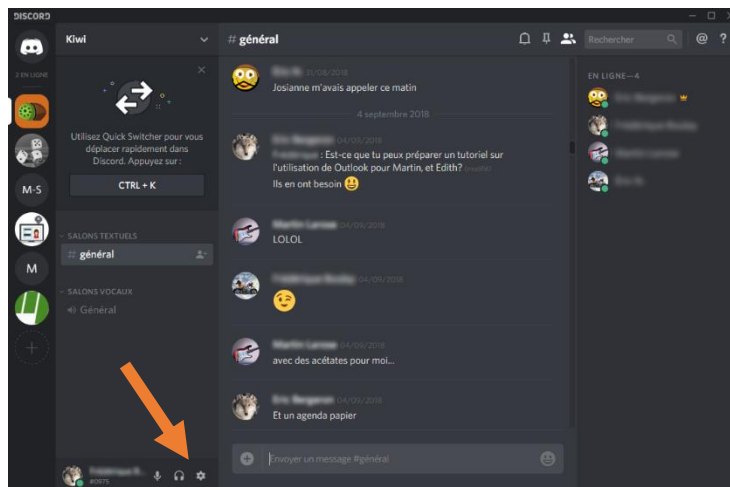 DISCORD
Kiwi
# général
Rechester
@ ?
2 EN LIGNE
31/08/2018
Josianne m'avais appeler ce matin
EN LIGNE—4
4 septembre 2018
Utilisez Quick Switcher pour vous
déplacer rapidement dans
Discord. Appuyez sur :
CTRL + K
04/09/2018
: Est-ce que tu peux préparer un tutoriel sur
l'utilisation de Outlook pour Martin, et Edith?
Ils en ont besoin
M-S
SALONS TEXTUELS
# général
04/09/2018
LOLOL
M
SALONS VOCAUX
Général
04/09/2018
04/09/2018
avec des acétates pour moi...
04/09/2018
Et un agenda papier
Envoyer un message #général
#0975